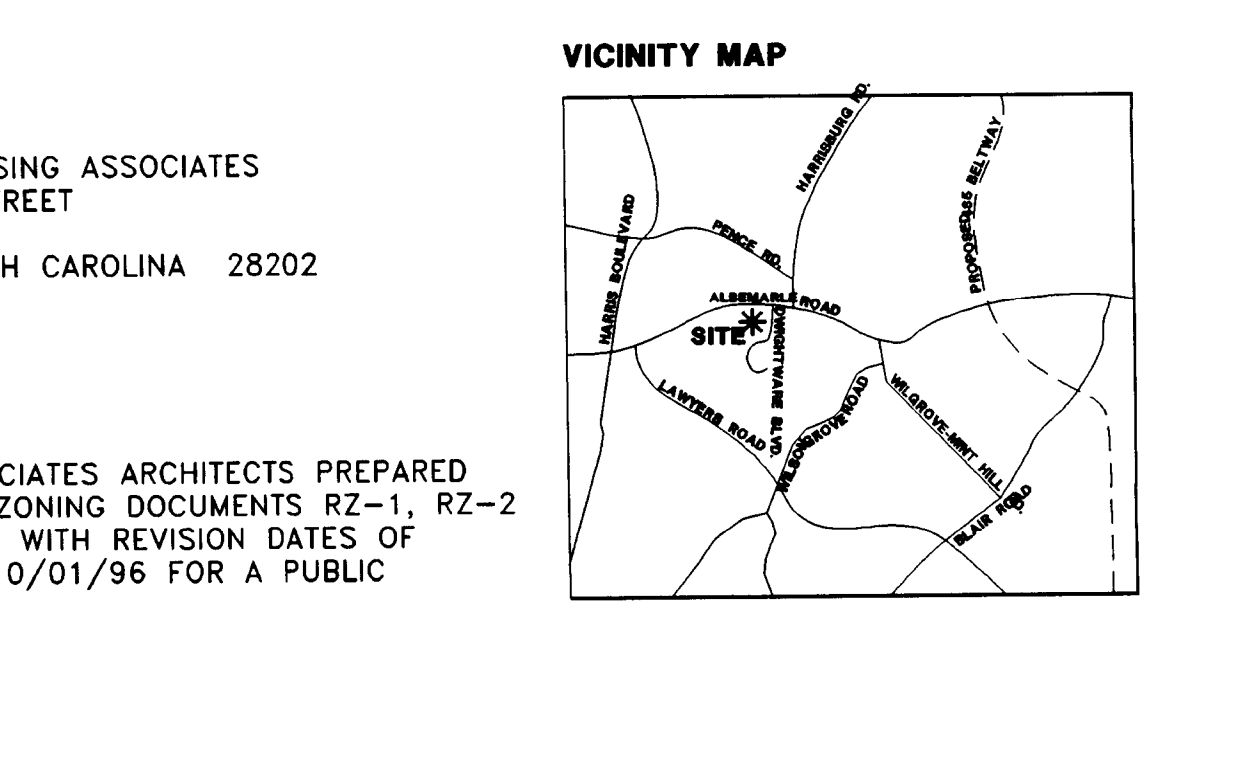 SING ASSOCIATES
REET
H CAROLINA 28202
CIATES ARCHITECTS PREPARED
ZONING DOCUMENTS RZ-1, RZ-2
WITH REVISION DATES OF
0/01/96 FOR A PUBLIC
VICINITY MAP
HARRISBURG RD.
PROPOSED 485 BELTWAY
HARRIS BOULEVARD
PENCE RD.
ALBEMARLE ROAD
SITE
DWIGHTWARE BLVD.
LAWYERS ROAD
WILSON GROVE ROAD
WILGROVE-MINT HILL
BLAIR ROAD